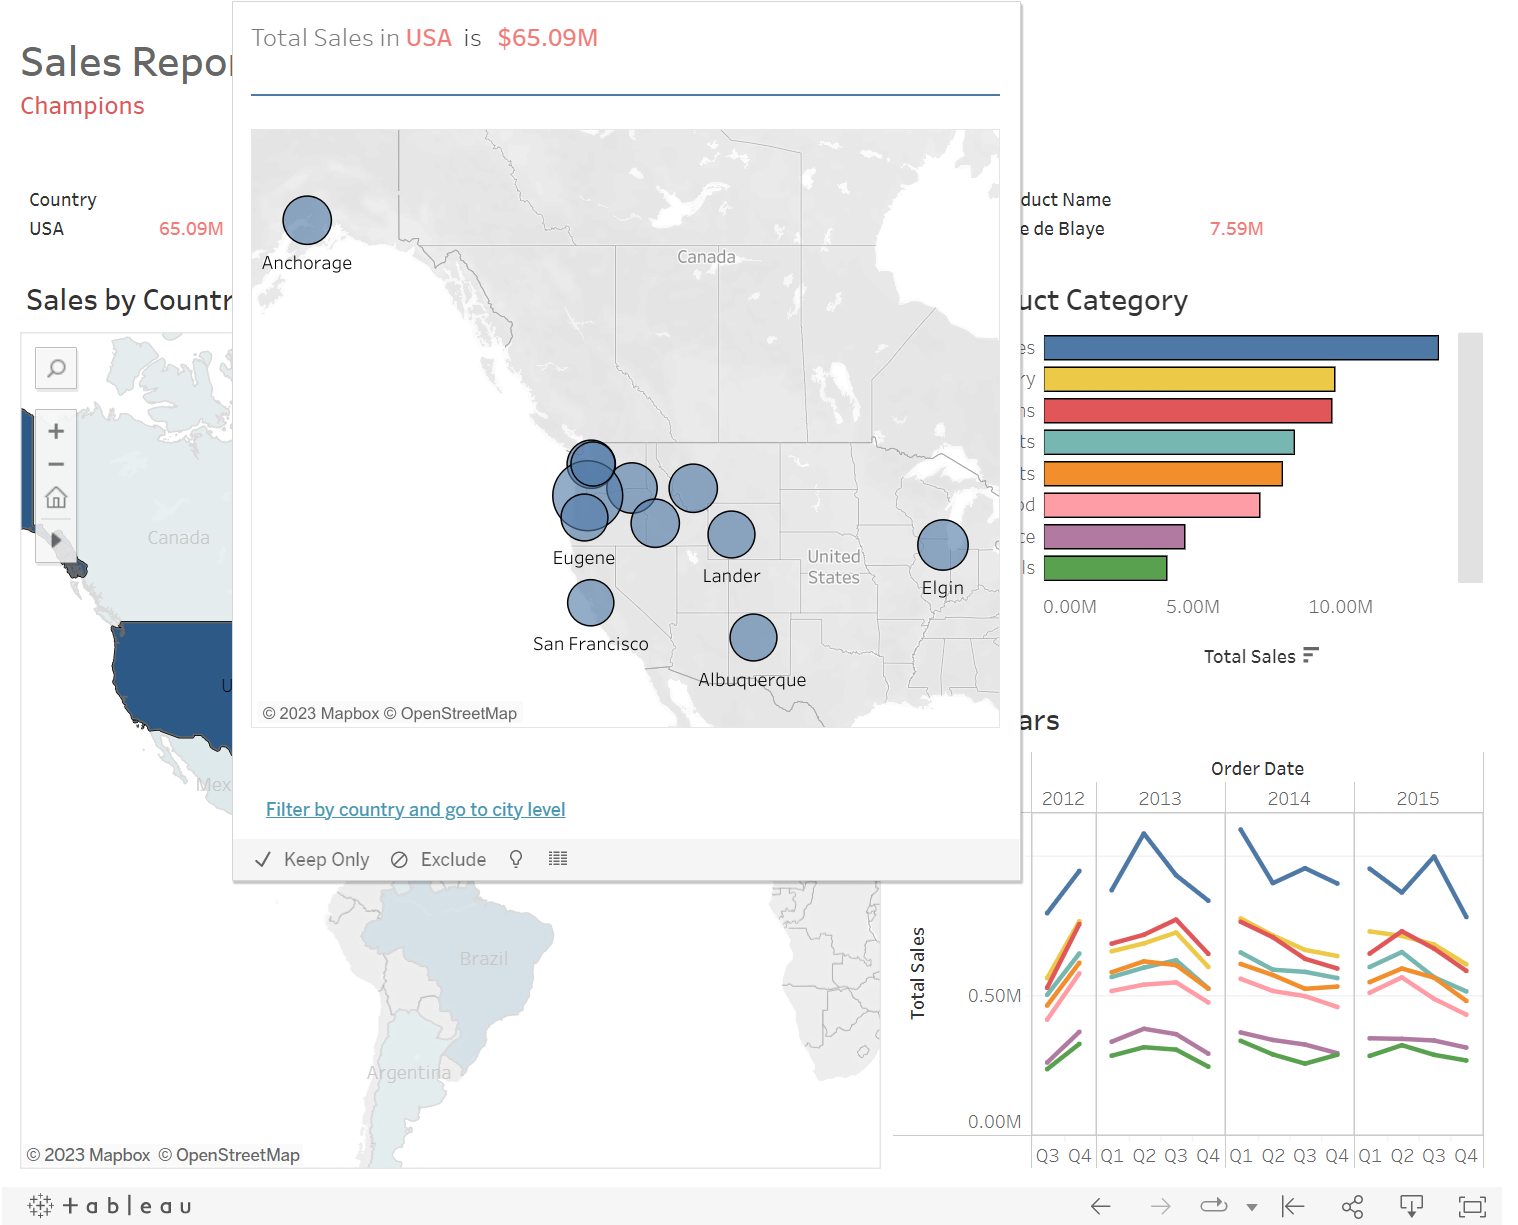 Total Sales in USA is $65.09M
Sales Repor
Champions
Country
USA 65.09M
duct Name
e de Blaye 7.59M
Sales by Countr
Canada
Mex
Brazil
Argentina
© 2023 Mapbox © OpenStreetMap
Anchorage
Canada
Eugene
Lander
United
States
Elgin
San Francisco
Albuquerque
© 2023 Mapbox © OpenStreetMap
Filter by country and go to city level
Keep Only Exclude
uct Category
es
ry
ns
ts
ts
od
ce
ls
0.00M 5.00M 10.00M
Total Sales
ars
Order Date
2012 2013 2014 2015
Total Sales
0.50M
0.00M
Q3 Q4 Q1 Q2 Q3 Q4 Q1 Q2 Q3 Q4 Q1 Q2 Q3 Q4
+ a b l e a u